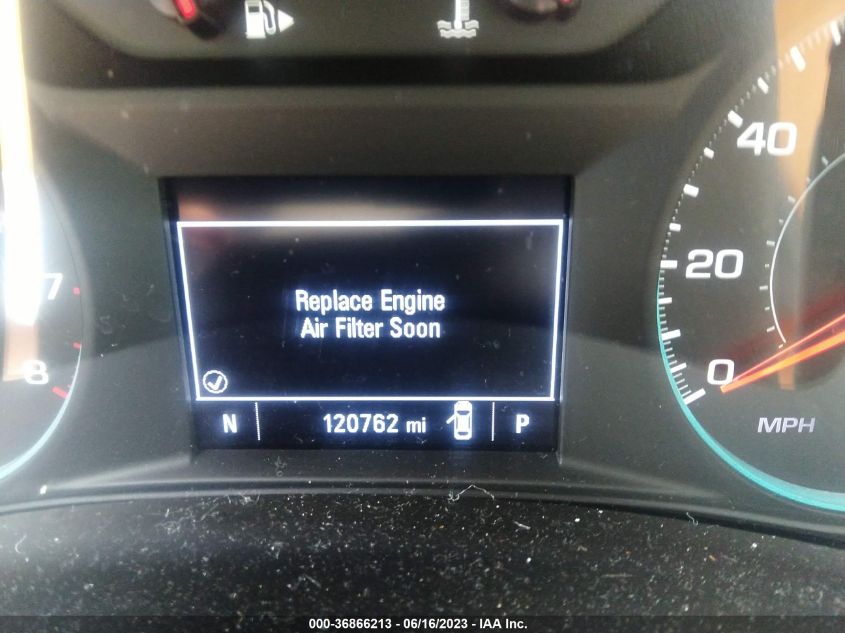 40
20
0
MPH
7
8
Replace Engine
Air Filter Soon
N 120762 mi P
000-36866213 - 06/16/2023 - IAA Inc.